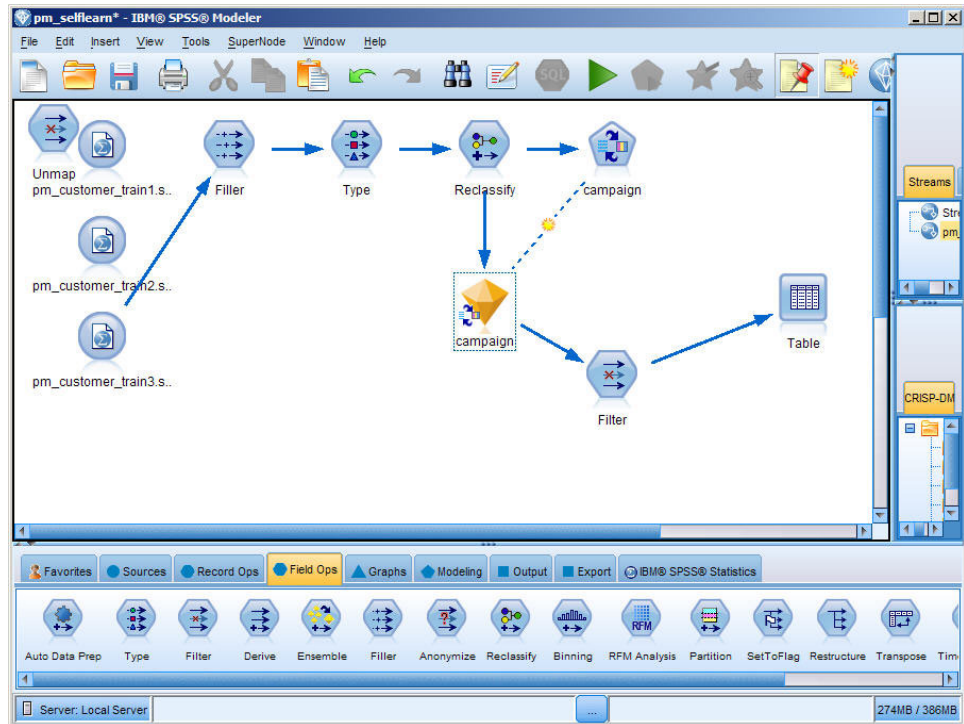 pm_selflearn* - IBM® SPSS® Modeler
File Edit Insert View Tools SuperNode Window Help
SQL
Unmap
pm_customer_train1.s..
Filler
Type
Reclassify
campaign
pm_customer_train2.s..
campaign
Table
pm_customer_train3.s..
Filter
Streams
Stre
pm_
CRISP-DM
Favorites Sources Record Ops Field Ops Graphs Modeling Output Export IBM® SPSS® Statistics
RFM
Auto Data Prep Type Filter Derive Ensemble Filler Anonymize Reclassify Binning RFM Analysis Partition SetToFlag Restructure Transpose Tim
Server: Local Server ... 274MB / 386MB